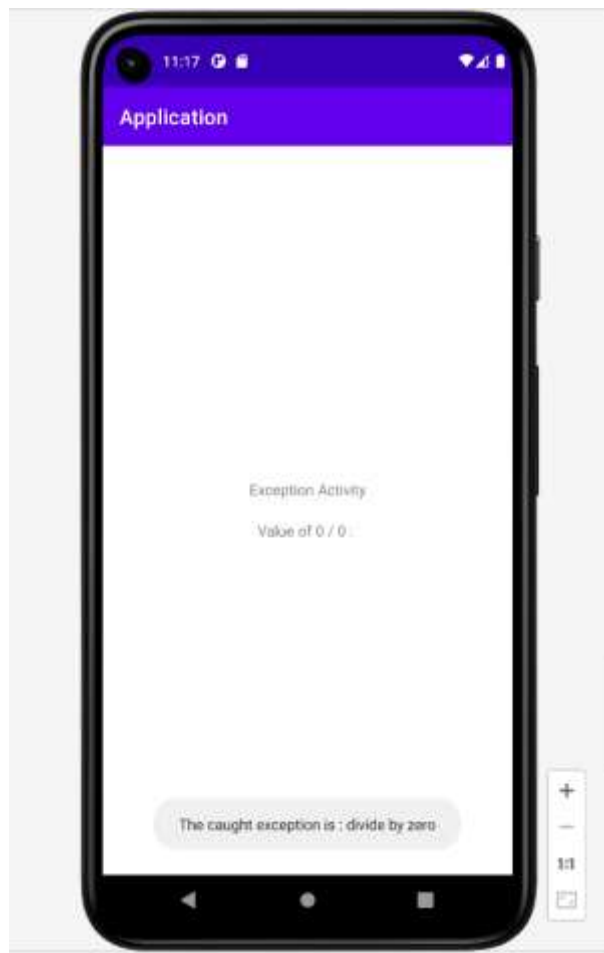 11:17
Application
Exception Activity
Value of 0 / 0 :
The caught exception is : divide by zero
1:1